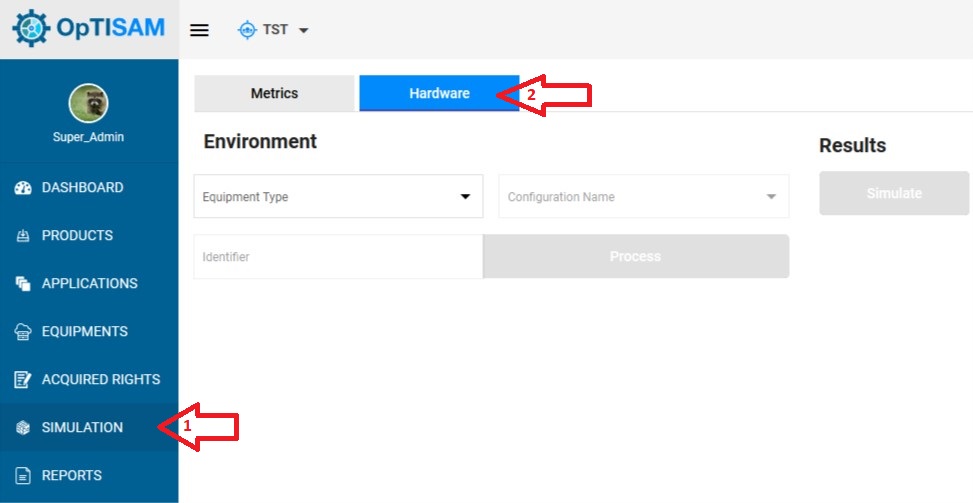 OpTISAM
TST
Super_Admin
DASHBOARD
PRODUCTS
APPLICATIONS
EQUIPMENTS
ACQUIRED RIGHTS
SIMULATION
1
REPORTS
Metrics
Hardware
2
Environment
Equipment Type
Configuration Name
Identifier
Process
Results
Simulate